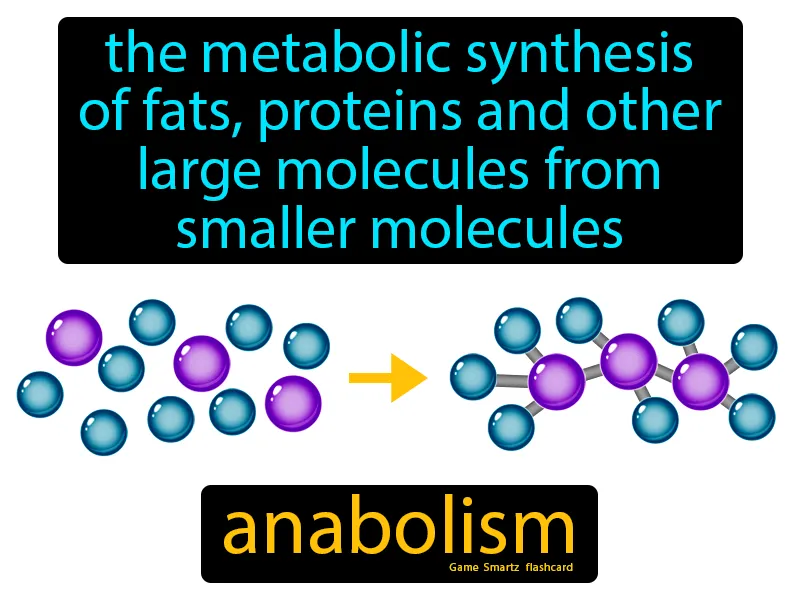 the metabolic synthesis
of fats, proteins and other
large molecules from
smaller molecules
anabolism
Game Smartz flashcard